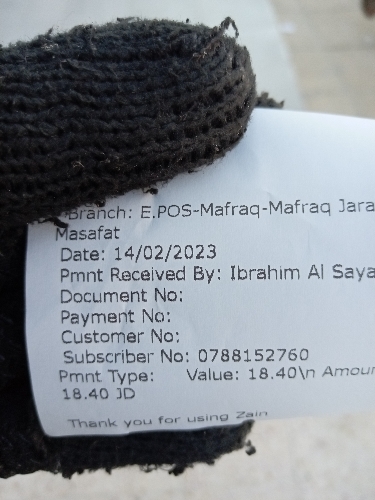 Branch: E.POS-Mafraq-Mafraq Jara
Masafat
Date: 14/02/2023
Pmnt Received By: Ibrahim Al Saya
Document No:
Payment No:
Customer No:
Subscriber No: 0788152760
Pmnt Type: Value: 18.40\n Amour
18.40 JD
Thank you for using Zain